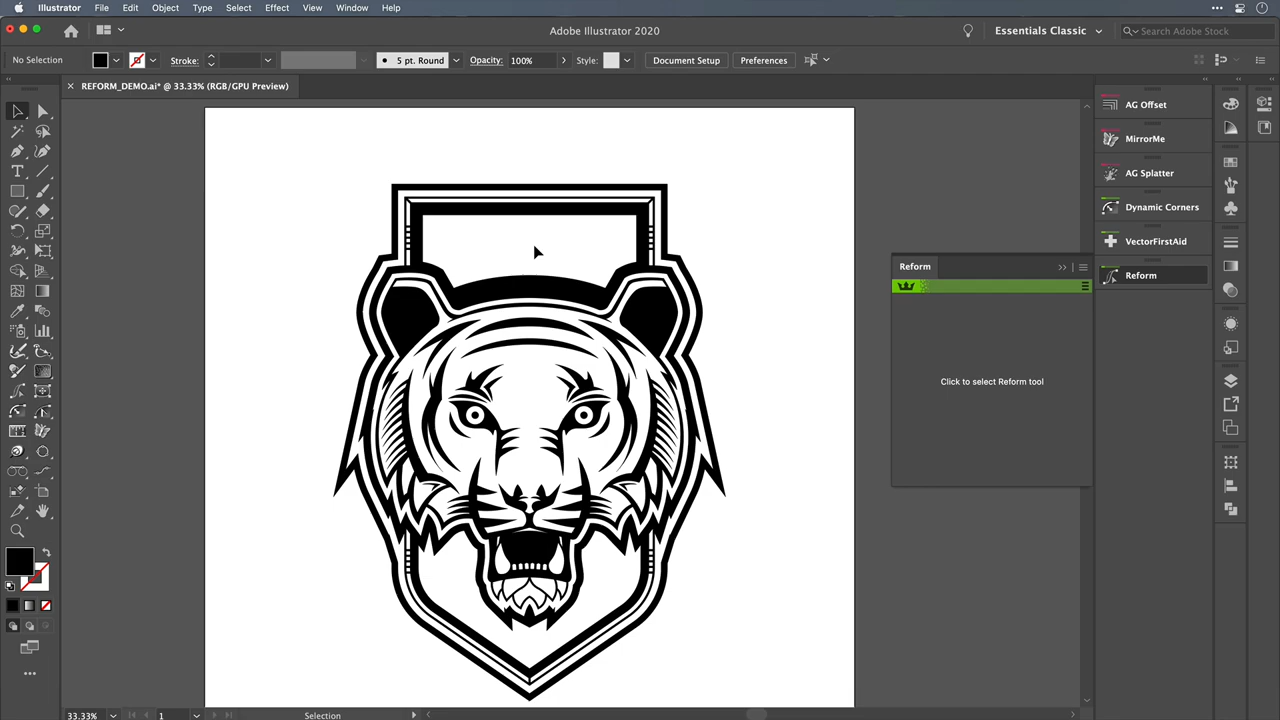 Illustrator File Edit Object Type Select Effect View Window Help
Adobe Illustrator 2020
Essentials Classic
Search Adobe Stock
No Selection
Stroke:
5 pt. Round
Opacity: 100%
Style:
Document Setup
Preferences
REFORM_DEMO.ai* @ 33.33% (RGB/GPU Preview)
AG Offset
MirrorMe
AG Splatter
Dynamic Corners
VectorFirstAid
Reform
Reform
Click to select Reform tool
33.33%
1
Selection